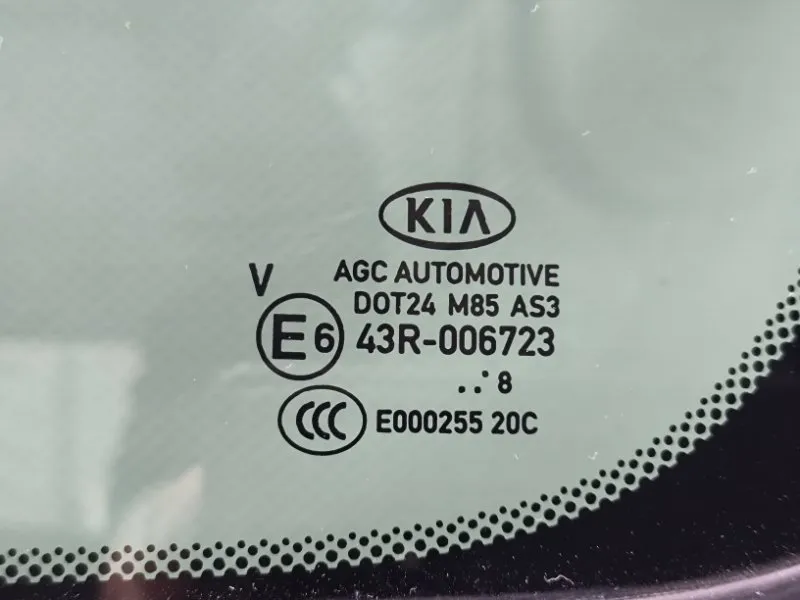 KIA
V
AGC AUTOMOTIVE
DOT24 M85 AS3
E6 43R-006723
..· 8
CCC E000255 20C